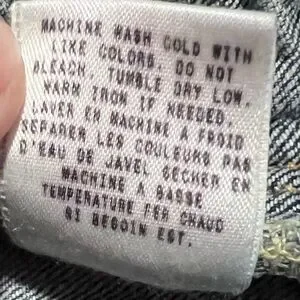 MACHINE WASH COLD WITH
LIKE COLORS. DO NOT
BLEACH. TUMBLE DRY LOW.
WARM IRON IF NEEDED.
LAVER EN MACHINE A FROID
SEPARER LES COULEURS PAS
D'EAU DE JAVEL SECHER EN
MACHINE A BASSE
TEMPERATURE FER CHAUD
SI BESOIN EST.